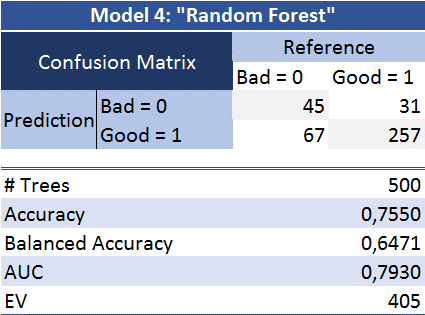 Model 4: "Random Forest"
Confusion Matrix Reference
Bad = 0 Good = 1
Prediction Bad = 0 45 31
Good = 1 67 257
# Trees 500
Accuracy 0,7550
Balanced Accuracy 0,6471
AUC 0,7930
EV 405